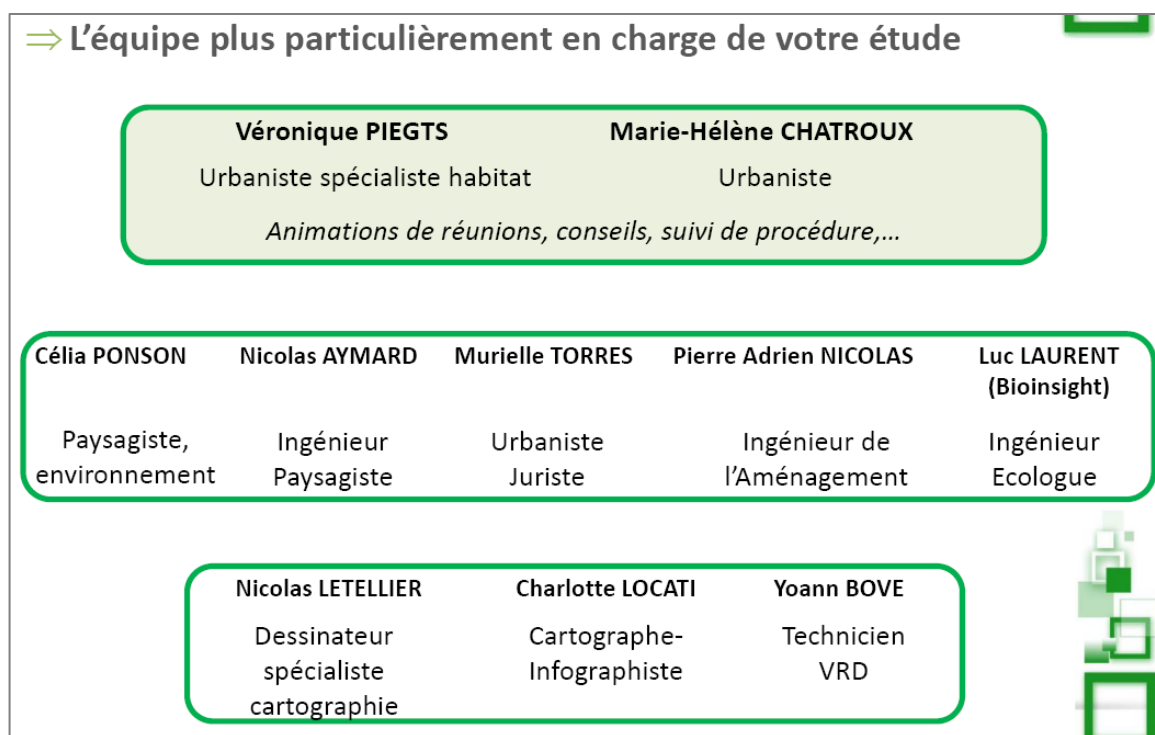 ⇒ L'équipe plus particulièrement en charge de votre étude
Véronique PIEGTS Marie-Hélène CHATROUX
Urbaniste spécialiste habitat Urbaniste
Animations de réunions, conseils, suivi de procédure,...
Célia PONSON Nicolas AYMARD Murielle TORRES Pierre Adrien NICOLAS Luc LAURENT
(Bioinsight)
Paysagiste, Ingénieur Urbaniste Ingénieur de Ingénieur
environnement Paysagiste Juriste l'Aménagement Ecologue
Nicolas LETELLIER Charlotte LOCATI Yoann BOVE
Dessinateur Cartographe- Technicien
spécialiste Infographiste VRD
cartographie